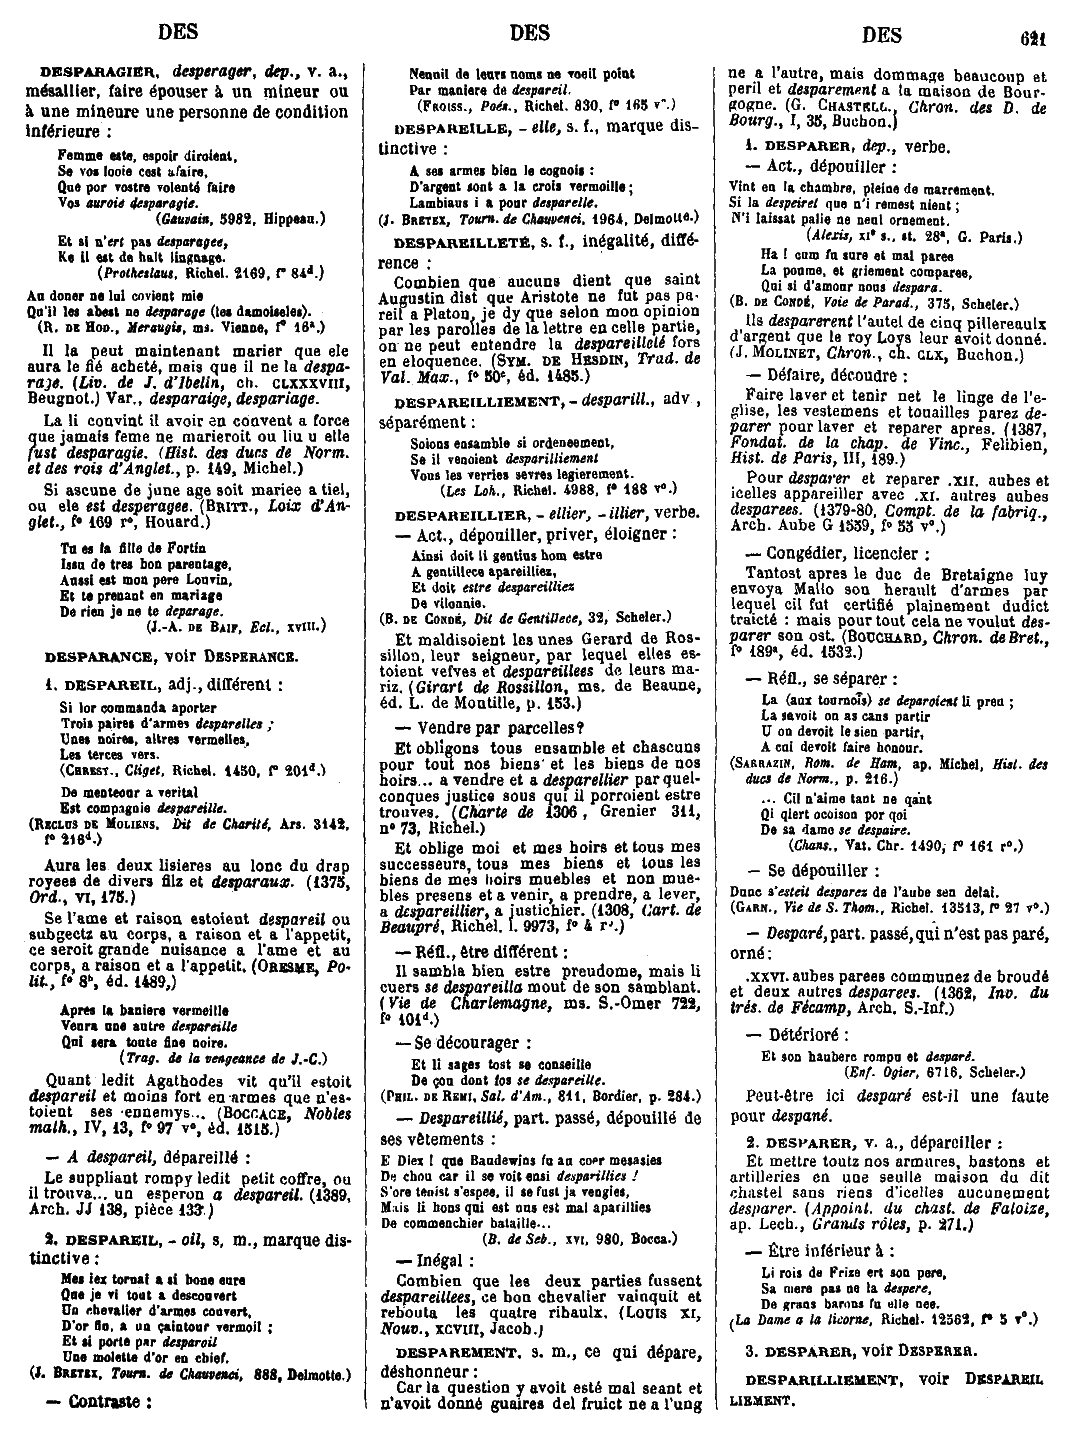 DES
DES
DES
621
DESPARAGIER, desperager, dep., v. a.,
mésallier, faire épouser à un mineur ou
à une mineure une personne de condition
inférieure :
Femme este, espoir diroient,
Se vos looie cest afaire,
Que por vostre volenté faire
Vos auroie desparagie.
(Gauvain, 5982, Hippeau.)
Et si n'ert pas desparagee,
Ke il est de halt lingnage.
(Protheslaus, Richel. 2169, f° 84d.)
Au doner ne lui covient mie
Qu'il les abest ne desparage (les damoiseles).
(R. DE HOD., Meraugis, ms. Vienne, f° 16a.)
Il la peut maintenant marier que ele
aura le fié acheté, mais que il ne la despa-
raje. (Liv. de J. d'Ibelin, ch. CLXXXVIII,
Beugnot.) Var., desparaige, despariage.
La li convint il avoir en convent a force
que jamais feme ne marieroit ou liu u elle
fust desparagie. (Hist. des ducs de Norm.
et des rois d'Anglet., p. 149, Michel.)
Si ascune de june age soit mariee a tiel,
ou ele est desperagee. (BRITT., Loix d'An-
glet., f° 169 r°, Houard.)
Tu es la fille de Fortin
Issu de tres bon parentage,
Aussi est mon pere Louvin,
Et te prenant en mariage
De rien je ne te deparage.
(J.-A. DE BAIF, Ecl., XVIII.)
DESPARANCE, voir DESPERANCE.
1. DESPAREIL, adj., différent :
Si lor commanda aporter
Trois paires d'armes desparelles ;
Unes noires, altres vermelles,
Les terces vers.
(CHREST., Cliget, Richel. 1450, f° 201d.)
De menteour a verital
Est compagnie despareille.
(RECLUS DE MOLIENS, Dit de Charité, Ars. 3142,
f° 216d.)
Aura les deux lisieres au lonc du drap
royees de divers filz et desparaux. (1375,
Ord., VI, 175.)
Se l'ame et raison estoient despareil ou
subgectz au corps, a raison et a l'appetit,
ce seroit grande nuisance a l'ame et au
corps, a raison et a l'appetit. (ORESME, Po-
lit., f° 8b, éd. 1489,)
Apres la baniere vermeille
Venra une autre despareille
Qui sera toute fine noire.
(Trag. de la vengeance de J.-C.)
Quant ledit Agathodes vit qu'il estoit
despareil et moins fort en armes que n'es-
toient ses ennemys... (BOCCACE, Nobles
malh., IV, 13, f° 97 v°, éd. 1515.)
— A despareil, dépareillé :
Le suppliant rompy ledit petit coffre, ou
il trouva... un esperon a despareil. (1389,
Arch. JJ 138, pièce 133.)
2. DESPAREIL, - oil, s. m., marque dis-
tinctive :
Mes iex tornat a si bone eure
Que je vi tout a descouvert
Un chevalier d'armes couvert,
D'or fin, a un çaintour vermoil ;
Et si porte par desparoil
Une molette d'or en chief.
(J. BRETEX, Tourn. de Chauvenci, 888, Delmotte.)
— Contraste :
Nennil de leurs noms ne voeil point
Par maniere de despareil.
(FROISS., Poés., Richel. 830, f° 165 v°.)
DESPAREILLE, - elle, s. f., marque dis-
tinctive :
A ses armes bien le cognois :
D'argent sont a la crois vermoille ;
Lambiaus i a pour desparelle.
(J. BRETEX, Tourn. de Chauvenci, 1964, Delmotte.)
DESPAREILLETÉ, s. f., inégalité, diffé-
rence :
Combien que aucuns dient que saint
Augustin dist que Aristote ne fut pas pa-
reil a Platon, je dy que selon mon opinion
par les parolles de la lettre en celle partie,
on ne peut entendre la despareilleté fors
en eloquence. (SYM. DE HESDIN, Trad. de
Val. Max., f° 50c, éd. 1485.)
DESPAREILLIEMENT, - desparill., adv ,
séparément :
Soions ensamble si ordeneement,
Se il venoient desparilliement
Vous les verries sevres legierement.
(Les Loh., Richel. 4988, f° 188 v°.)
DESPAREILLIER, - ellier, - illier, verbe.
— Act., dépouiller, priver, éloigner :
Ainsi doit li gentius hom estre
A gentillece apareilliez,
Et doit estre despareilliez
De vilonnie.
(B. DE CONDÉ, Dit de Gentillece, 32, Scheler.)
Et maldisoient les unes Gerard de Ros-
sillon, leur seigneur, par lequel elles es-
toient vefves et despareillees de leurs ma-
riz. (Girart de Rossillon, ms. de Beaune,
éd. L. de Montille, p. 153.)
— Vendre par parcelles?
Et obligons tous ensamble et chascuns
pour tout nos biens et les biens de nos
hoirs... a vendre et a desparellier par quel-
conques justice sous qui il porroient estre
trouves. (Charte de 1306, Grenier 311,
n° 73, Richel.)
Et oblige moi et mes hoirs et tous mes
successeurs, tous mes biens et tous les
biens de mes hoirs muebles et non mue-
bles presens et a venir, a prendre, a lever,
a despareillier, a justichier. (1308, Cart. de
Beaupré, Richel. l. 9973, f° 4 r°.)
— Réfl., être différent :
Il sambla bien estre preudome, mais li
cuers se despareilla mout de son samblant.
(Vie de Charlemagne, ms. S.-Omer 722,
f° 101d.)
— Se décourager :
Et li sages tost se conseille
De çou dont fos se despareille.
(PHIL. DE REMI, Sal. d'Am., 811, Bordier, p. 284.)
— Despareillié, part. passé, dépouillé de
ses vêtements :
E Diex ! que Baudewins fu au coer mesasies
De chou car il se voit ensi desparillies !
S'ore tenist s'espee, il se fust ja vengies,
Mais li bons qui est nus est mal aparillies
De commenchier bataille...
(B. de Seb., XVI, 980, Bocca.)
— Inégal :
Combien que les deux parties fussent
despareillees, ce bon chevalier vainquit et
rebouta les quatre ribaulx. (LOUIS XI,
Nouv., XCVIII, Jacob.)
DESPAREMENT, s. m., ce qui dépare,
déshonneur :
Car la question y avoit esté mal seant et
n'avoit donné guaires del fruict ne a l'ung
ne a l'autre, mais dommage beaucoup et
peril et desparement a la maison de Bour-
gogne. (G. CHASTELL., Chron. des D. de
Bourg., I, 35, Buchon.)
1. DESPARER, dep., verbe.
— Act., dépouiller :
Vint en la chambre, pleine de marrement.
Si la despeiret que n'i remest nient ;
N'i laissat palie ne neul ornement.
(Alexis, XIe s., st. 28a, G. Paris.)
Ha ! cum fu sure et mal paree
La poume, et griement comparee,
Qui si d'amour nous despara.
(B. DE CONDÉ, Voie de Parad., 375, Scheler.)
Ils desparerent l'autel de cinq pillereaulx
d'argent que le roy Loys leur avoit donné.
(J. MOLINET, Chron., ch. CLX, Buchon.)
— Défaire, découdre :
Faire laver et tenir net le linge de l'e-
glise, les vestemens et touailles parez de-
parer pour laver et reparer apres. (1387,
Fondat. de la chap. de Vinc., Felibien,
Hist. de Paris, III, 189.)
Pour desparer et reparer .XII. aubes et
icelles appareiller avec .XI. autres aubes
desparees. (1379-80, Compt. de la fabriq.,
Arch. Aube G 1559, f° 53 v°.)
— Congédier, licencier :
Tantost apres le duc de Bretaigne luy
envoya Malio son herault d'armes par
lequel cil fut certifié plainement dudict
traicté : mais pour tout cela ne voulut des-
parer son ost. (BOUCHARD, Chron. de Bret.,
f° 189a, éd. 1532.)
— Réfl., se séparer :
La (aux tournois) se deparoient li preu ;
La savoit on as cans partir
U on devoit le sien partir,
A cui devoit faire honour.
(SARRAZIN, Rom. de Ham, ap. Michel, Hist. des
ducs de Norm., p. 216.)
... Cil n'aime tant ne qant
Qi qiert ocoison por qoi
De sa dame se despaire.
(Chans., Vat. Chr. 1490, f° 161 r°.)
— Se dépouiller :
Dunc s'esteit desparez de l'aube sen delai.
(GARN., Vie de S. Thom., Richel. 13513, f° 27 v°.)
— Desparé, part. passé, qui n'est pas paré,
orné :
.XXVI. aubes parees communez de broudé
et deux autres desparees. (1362, Inv. du
trés. de Fécamp, Arch. S.-Inf.)
— Détérioré :
Et son haubere rompu et desparé.
(Enf. Ogier, 6716, Scheler.)
Peut-être ici desparé est-il une faute
pour despané.
2. DESPARER, v. a., dépareiller :
Et mettre toutz nos armures, bastons et
artilleries en une seulle maison du dit
chastel sans riens d'icelles aucunement
desparer. (Appoint. du chast. de Faloize,
ap. Lech., Grands rôles, p. 271.)
— Être inférieur à :
Li rois de Frize ert son pere,
Sa mere pas ne la despere,
De grans barons fu elle nee.
(La Dame a la licorne, Richel. 12562, f° 5 r°.)
3. DESPARER, voir DESPERER.
DESPARILLIEMENT, voir DESPAREIL
LIEMENT.